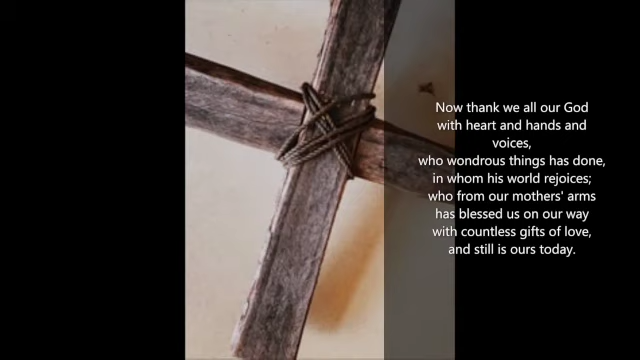 Now thank we all our God
with heart and hands and
voices,
who wondrous things has done,
in whom his world rejoices;
who from our mothers' arms
has blessed us on our way
with countless gifts of love,
and still is ours today.